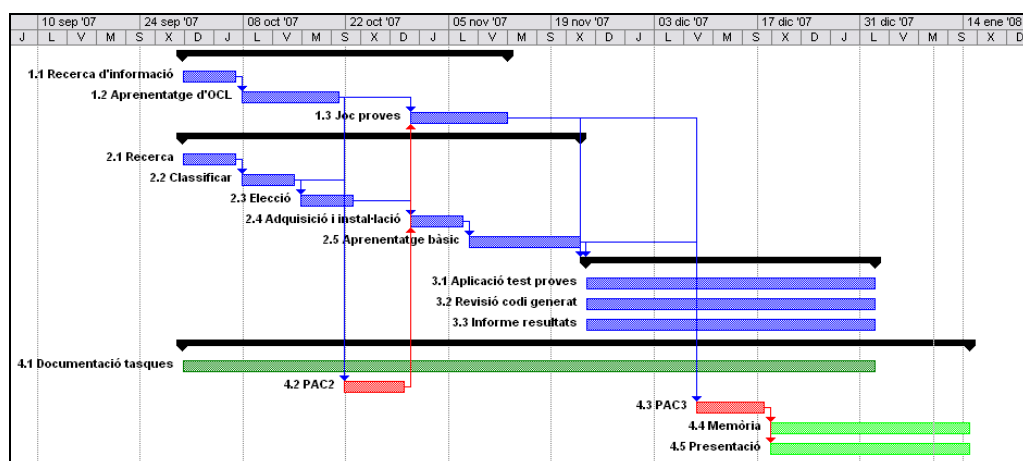 10 sep '07 24 sep '07 08 oct '07 22 oct '07 05 nov '07 19 nov '07 03 dic '07 17 dic '07 31 dic '07 14 ene '08
J L V M S X D J L V M S X D J L V M S X D J L V M S X D J L V M S X D
1.1 Recerca d'informació
1.2 Aprenentatge d'OCL
1.3 Joc proves
2.1 Recerca
2.2 Classificar
2.3 Elecció
2.4 Adquisició i instal·lació
2.5 Aprenentatge bàsic
3.1 Aplicació test proves
3.2 Revisió codi generat
3.3 Informe resultats
4.1 Documentació tasques
4.2 PAC2
4.3 PAC3
4.4 Memòria
4.5 Presentació